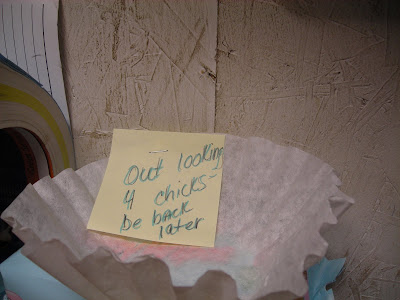 Out looking
4 chicks-
be back
later